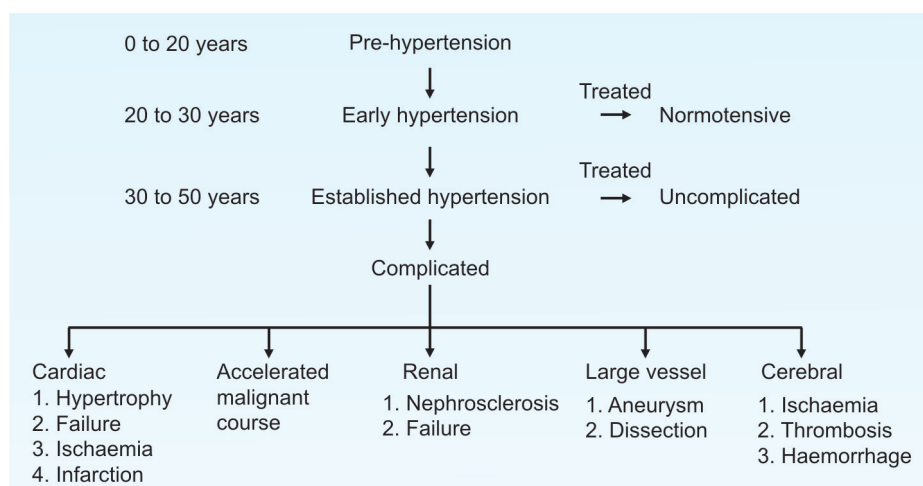 0 to 20 years Pre-hypertension
Treated
20 to 30 years Early hypertension Normotensive
Treated
30 to 50 years Established hypertension Uncomplicated
Complicated
Cardiac
1. Hypertrophy
2. Failure
3. Ischaemia
4. Infarction
Accelerated
malignant
course
Renal
1. Nephrosclerosis
2. Failure
Large vessel
1. Aneurysm
2. Dissection
Cerebral
1. Ischaemia
2. Thrombosis
3. Haemorrhage